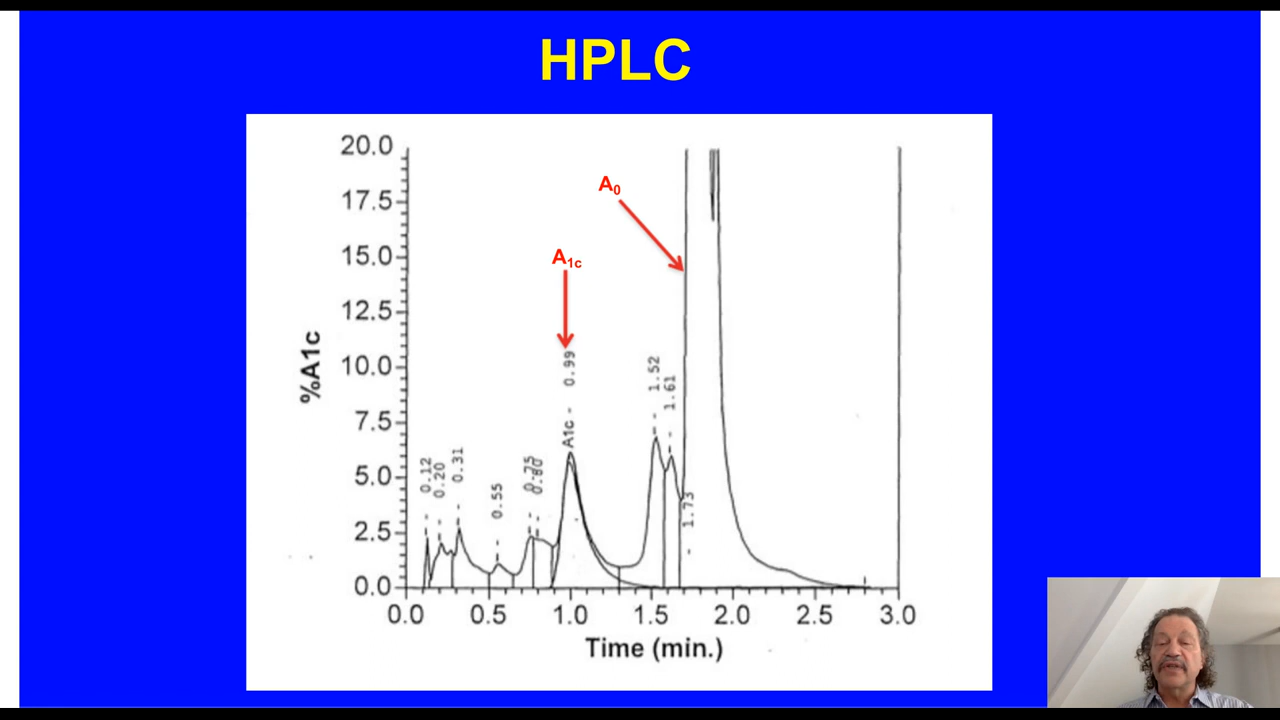 HPLC
20.0
17.5
15.0
12.5
10.0
7.5
5.0
2.5
0.0
%A1c
A₀
A₁c
0.12
0.20
0.31
0.55
0.75
0.80
A1c - 0.99
1.52
1.61
1.73
0.0 0.5 1.0 1.5 2.0 2.5 3.0
Time (min.)